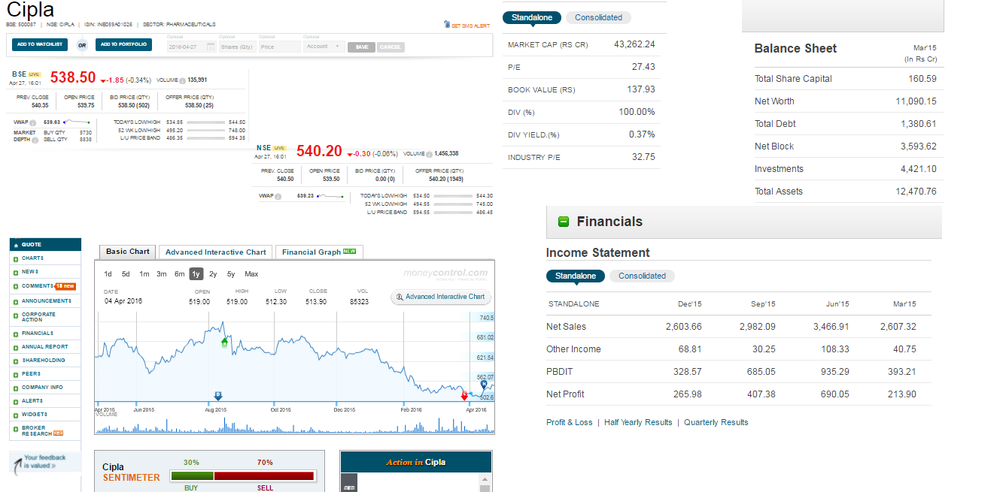 Cipla
BSE: 500087 | NSE: CIPLA | ISIN: INE059A01026 | SECTOR: PHARMACEUTICALS
GET SMS ALERT
ADD TO WATCHLIST OR ADD TO PORTFOLIO
Optional Optional Optional Optional
2016-04-27 Shares (Qty) Price Account SAVE CANCEL
BSE LIVE 538.50 -1.85 (-0.34%) VOLUME 135,991
Apr 27, 16:01
PREV. CLOSE OPEN PRICE BID PRICE (QTY.) OFFER PRICE (QTY.)
540.35 539.75 538.50 (502) 538.50 (25)
VWAP 539.63
MARKET DEPTH BUY QTY 5730
SELL QTY 8838
TODAY'S LOW/HIGH 534.85 544.50
52 WK LOW/HIGH 495.20 748.00
L/U PRICE BAND 486.35 594.35
NSE LIVE 540.20 -0.30 (-0.06%) VOLUME 1,456,338
Apr 27, 16:01
PREV. CLOSE OPEN PRICE BID PRICE (QTY.) OFFER PRICE (QTY.)
540.50 539.50 0.00 (0) 540.20 (1949)
VWAP 539.23
TODAY'S LOW/HIGH 534.50 544.30
52 WK LOW/HIGH 494.55 745.00
L/U PRICE BAND 594.55 486.45
QUOTE
CHARTS
NEWS
COMMENTS 18 new
ANNOUNCEMENTS
CORPORATE
ACTION
FINANCIALS
ANNUAL REPORT
SHAREHOLDING
PEERS
COMPANY INFO
ALERTS
WIDGETS
BROKER
RESEARCH
Your feedback
is valued »
Basic Chart Advanced Interactive Chart Financial Graph NEW
1d 5d 1m 3m 6m 1y 2y 5y Max
moneycontrol.com
DATE OPEN HIGH LOW CLOSE VOL
04 Apr 2016 519.00 519.00 512.30 513.90 85323
Advanced Interactive Chart
740.5
681.02
621.54
562.07
502.6
Apr 2015 Jun 2015 Aug 2015 Oct 2015 Dec 2015 Feb 2016 Apr 2016
VOLUME
Cipla
SENTIMETER
30% 70%
BUY SELL
Action in Cipla
Standalone Consolidated
MARKET CAP (RS CR) 43,262.24
P/E 27.43
BOOK VALUE (RS) 137.93
DIV (%) 100.00%
DIV YIELD.(%) 0.37%
INDUSTRY P/E 32.75
Balance Sheet Mar'15
(In Rs Cr)
Total Share Capital 160.59
Net Worth 11,090.15
Total Debt 1,380.61
Net Block 3,593.62
Investments 4,421.10
Total Assets 12,470.76
Financials
Income Statement
Standalone Consolidated
STANDALONE Dec'15 Sep'15 Jun'15 Mar'15
Net Sales 2,603.66 2,982.09 3,466.91 2,607.32
Other Income 68.81 30.25 108.33 40.75
PBDIT 328.57 685.05 935.29 393.21
Net Profit 265.98 407.38 690.05 213.90
Profit & Loss | Half Yearly Results | Quarterly Results